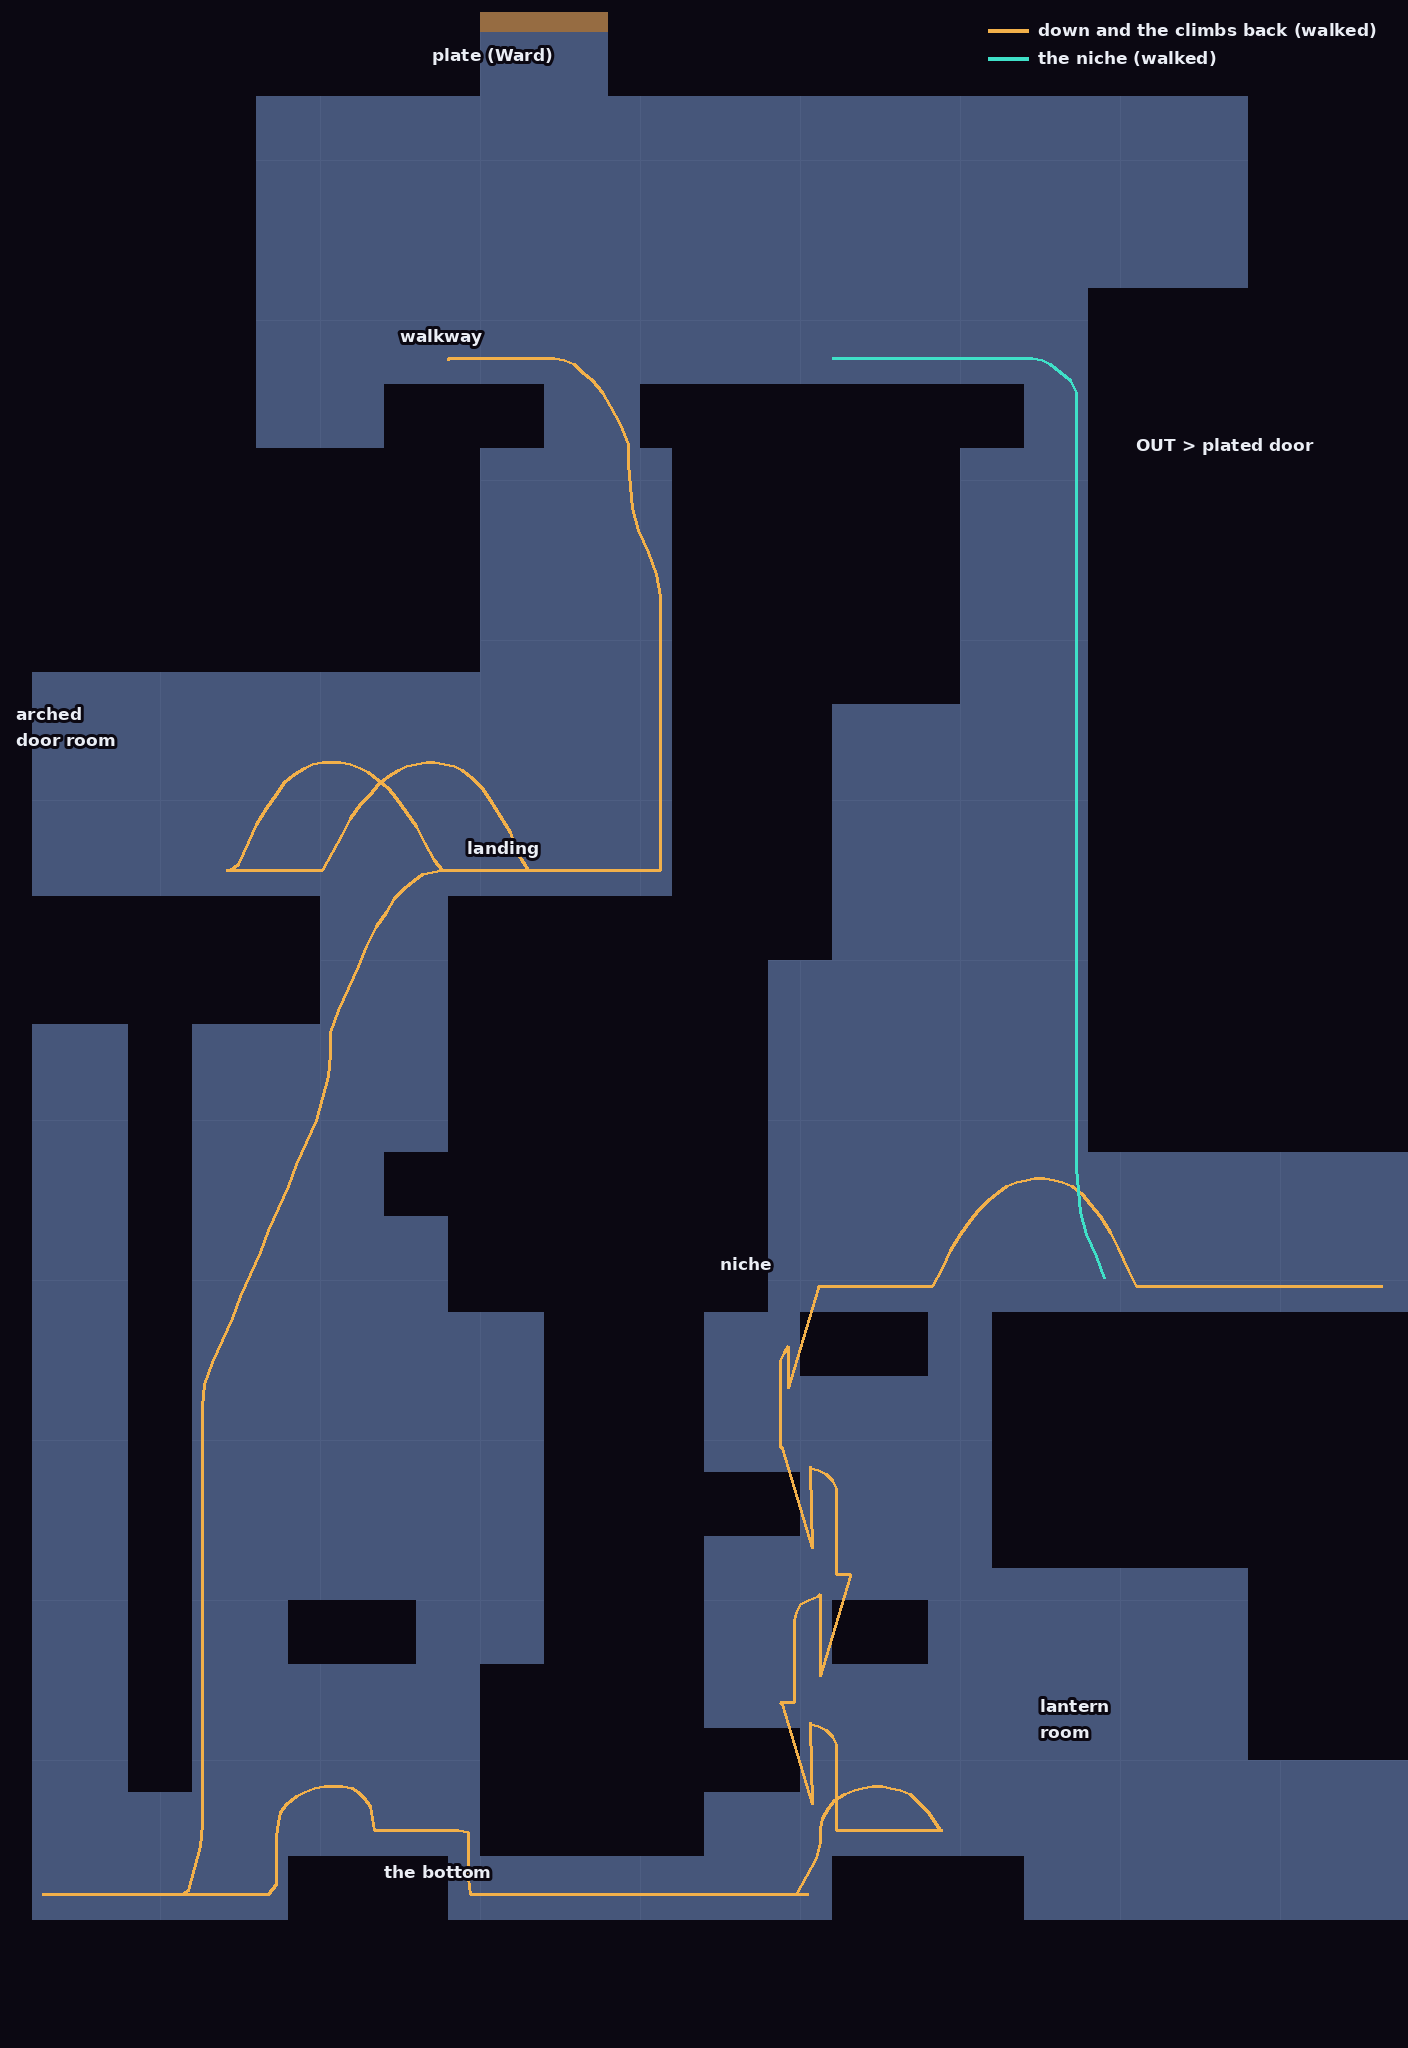 down and the climbs back (walked)
the niche (walked)
plate (Ward)
walkway
OUT > plated door
arched
door room
landing
niche
lantern
room
the bottom